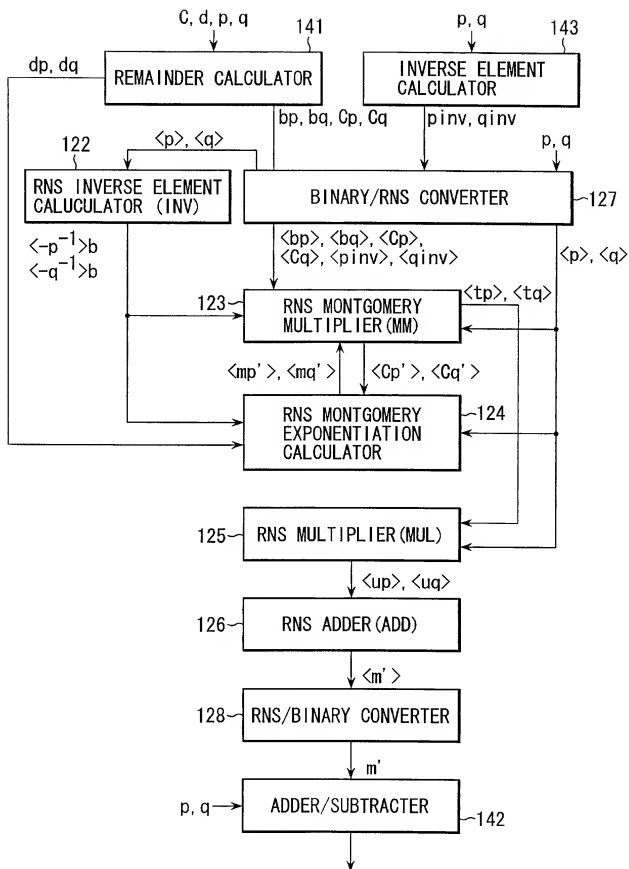 C, d, p, q
141
p, q
143
dp, dq
REMAINDER CALCULATOR
INVERSE ELEMENT
CALCULATOR
bp, bq, Cp, Cq
pinv, qinv
122
<p>, <q>
p, q
RNS INVERSE ELEMENT
CALUCULATOR (INV)
BINARY/RNS CONVERTER
127
<-p⁻¹>b
<-q⁻¹>b
<bp>, <bq>, <Cp>,
<Cq>, <pinv>, <qinv>
<p>, <q>
123
RNS MONTGOMERY
MULTIPLIER(MM)
<tp>, <tq>
<mp'>, <mq'>
<Cp'>, <Cq'>
124
RNS MONTGOMERY
EXPONENTIATION
CALCULATOR
125
RNS MULTIPLIER(MUL)
<up>, <uq>
126
RNS ADDER(ADD)
<m'>
128
RNS/BINARY CONVERTER
m'
p, q
ADDER/SUBTRACTER
142